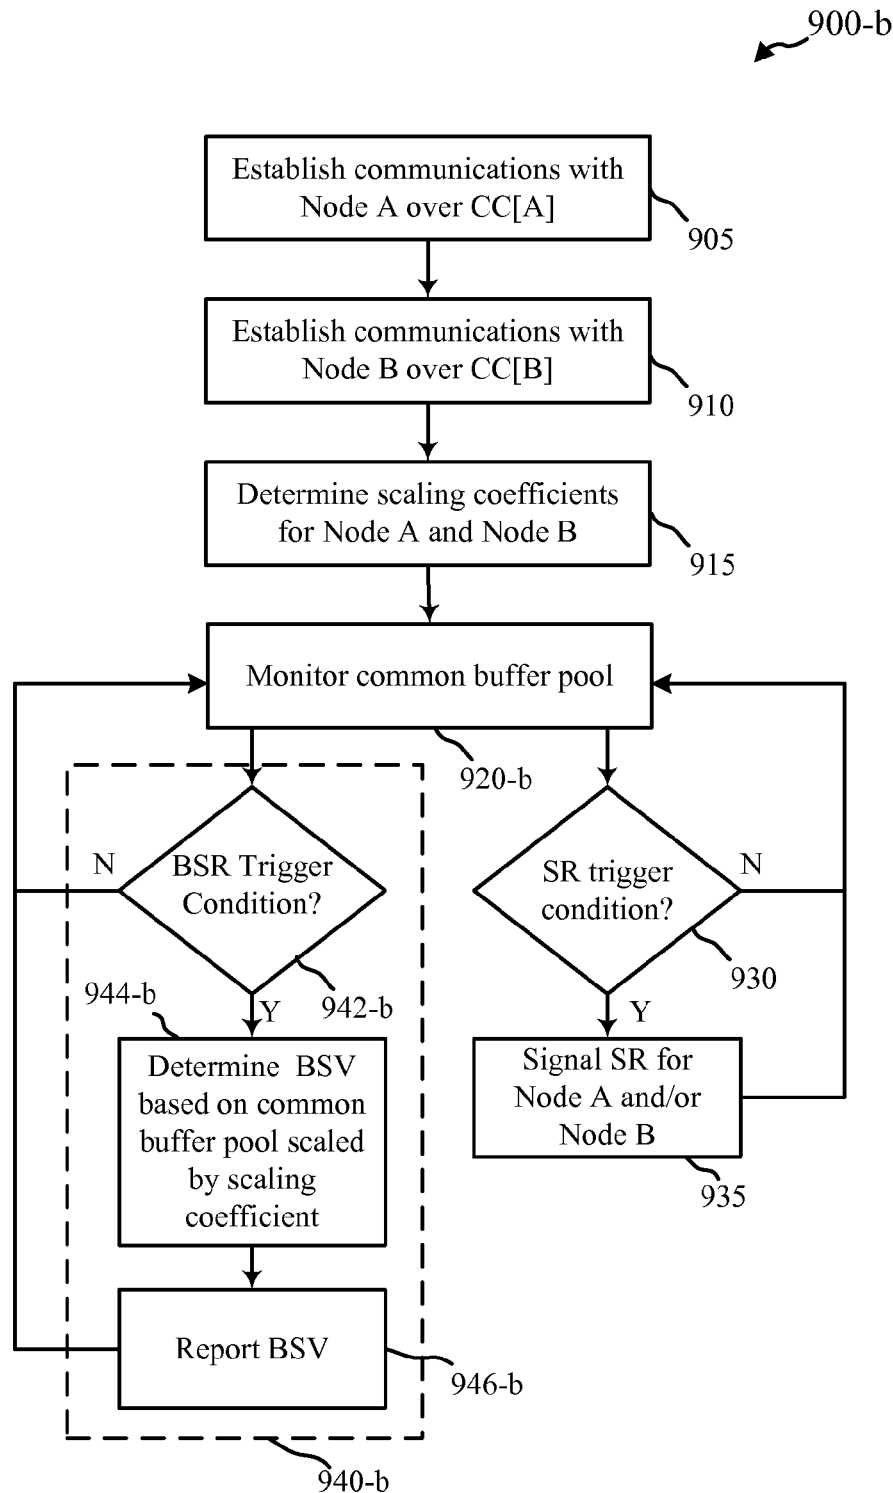 900-b
Establish communications with
Node A over CC[A]
905
Establish communications with
Node B over CC[B]
910
Determine scaling coefficients
for Node A and Node B
915
Monitor common buffer pool
920-b
BSR Trigger
Condition?
N
Y
942-b
SR trigger
condition?
N
930
Y
944-b
Determine BSV
based on common
buffer pool scaled
by scaling
coefficient
Signal SR for
Node A and/or
Node B
935
Report BSV
946-b
940-b